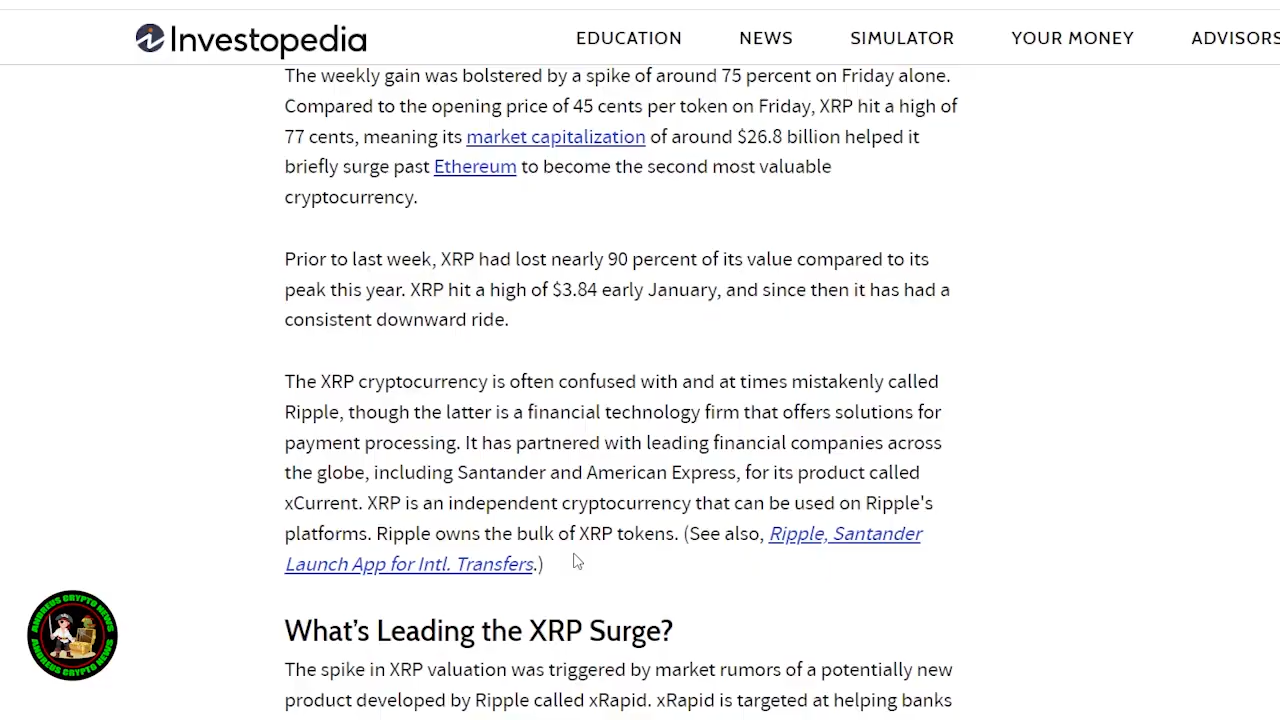 Investopedia
EDUCATION NEWS SIMULATOR YOUR MONEY ADVISORS
The weekly gain was bolstered by a spike of around 75 percent on Friday alone.
Compared to the opening price of 45 cents per token on Friday, XRP hit a high of
77 cents, meaning its market capitalization of around $26.8 billion helped it
briefly surge past Ethereum to become the second most valuable
cryptocurrency.
Prior to last week, XRP had lost nearly 90 percent of its value compared to its
peak this year. XRP hit a high of $3.84 early January, and since then it has had a
consistent downward ride.
The XRP cryptocurrency is often confused with and at times mistakenly called
Ripple, though the latter is a financial technology firm that offers solutions for
payment processing. It has partnered with leading financial companies across
the globe, including Santander and American Express, for its product called
xCurrent. XRP is an independent cryptocurrency that can be used on Ripple's
platforms. Ripple owns the bulk of XRP tokens. (See also, Ripple, Santander
Launch App for Intl. Transfers.)
ANDREUS CRYPTO NEWS
ANDREUS CRYPTO NEWS
What's Leading the XRP Surge?
The spike in XRP valuation was triggered by market rumors of a potentially new
product developed by Ripple called xRapid. xRapid is targeted at helping banks